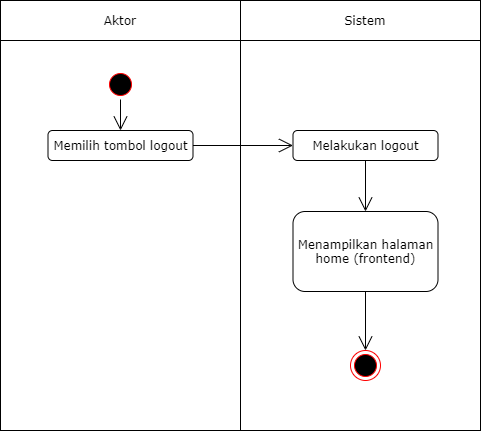 Aktor
Sistem
Memilih tombol logout
Melakukan logout
Menampilkan halaman
home (frontend)